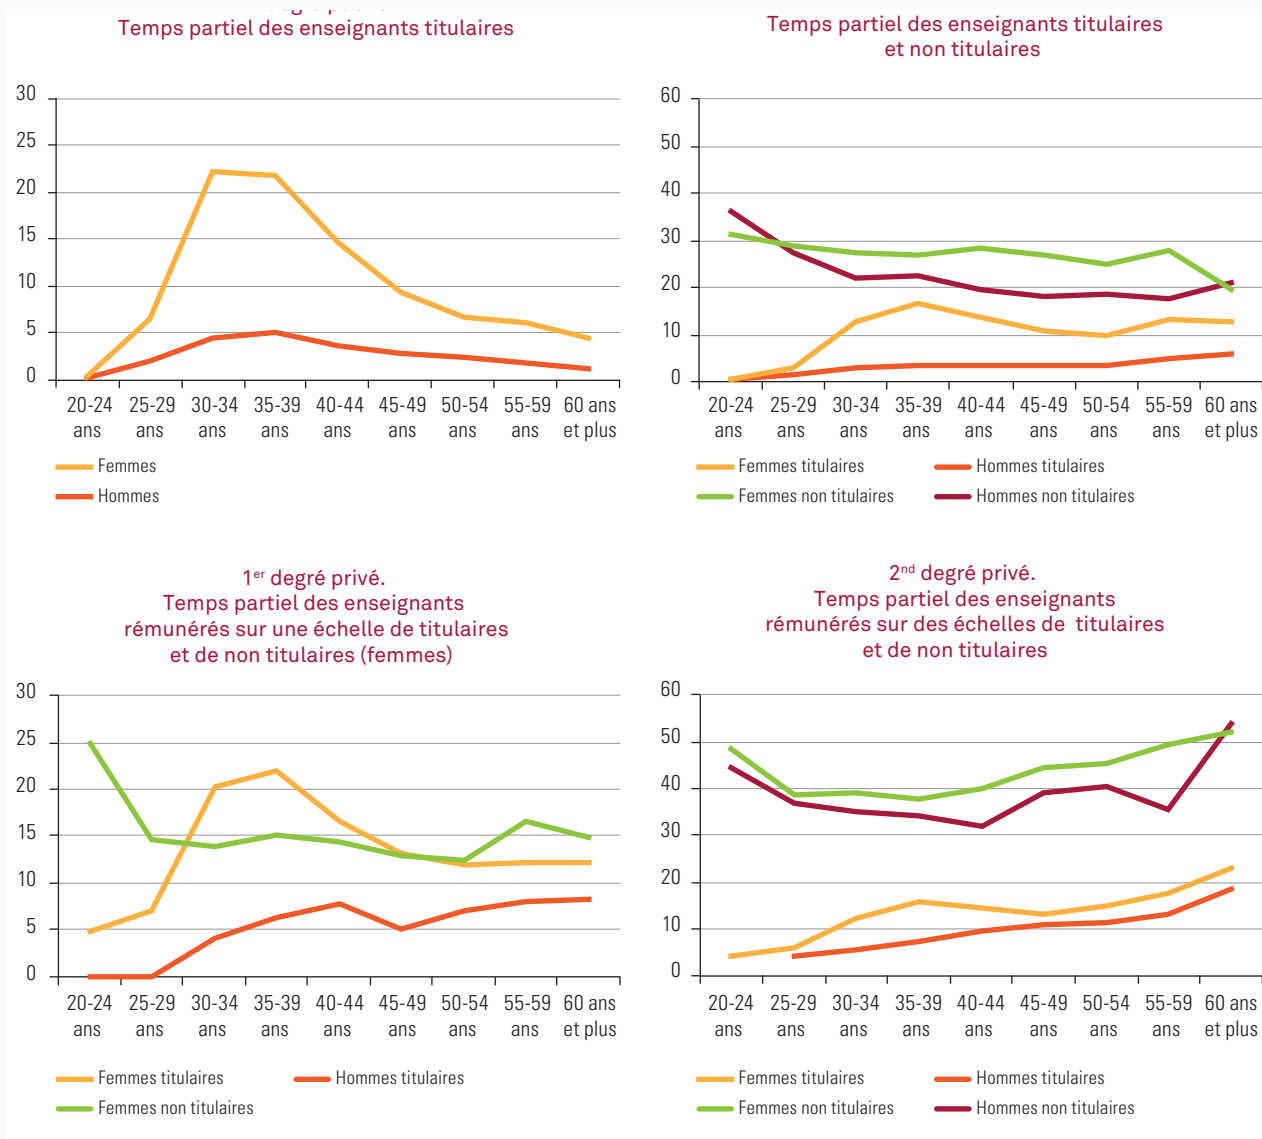 Temps partiel des enseignants titulaires
30
25
20
15
10
5
0
20-24 25-29 30-34 35-39 40-44 45-49 50-54 55-59 60 ans
ans ans ans ans ans ans ans ans et plus
Femmes
Hommes
Temps partiel des enseignants titulaires
et non titulaires
60
50
40
30
20
10
0
20-24 25-29 30-34 35-39 40-44 45-49 50-54 55-59 60 ans
ans ans ans ans ans ans ans ans et plus
Femmes titulaires Hommes titulaires
Femmes non titulaires Hommes non titulaires
1er degré privé.
Temps partiel des enseignants
rémunérés sur une échelle de titulaires
et de non titulaires (femmes)
30
25
20
15
10
5
0
20-24 25-29 30-34 35-39 40-44 45-49 50-54 55-59 60 ans
ans ans ans ans ans ans ans ans et plus
Femmes titulaires Hommes titulaires
Femmes non titulaires
2nd degré privé.
Temps partiel des enseignants
rémunérés sur des échelles de titulaires
et de non titulaires
60
50
40
30
20
10
0
20-24 25-29 30-34 35-39 40-44 45-49 50-54 55-59 60 ans
ans ans ans ans ans ans ans ans et plus
Femmes titulaires Hommes titulaires
Femmes non titulaires Hommes non titulaires